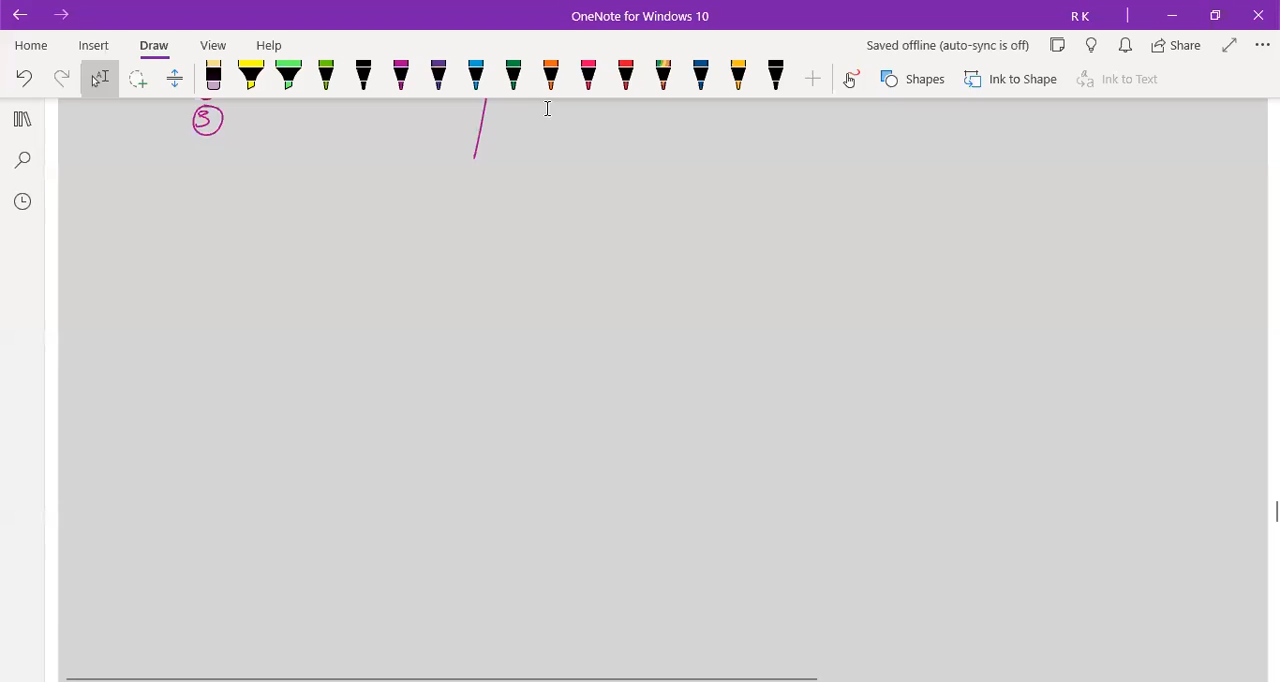 OneNote for Windows 10
R K
Home Insert Draw View Help
Saved offline (auto-sync is off)
Share
Shapes
Ink to Shape
Ink to Text
3